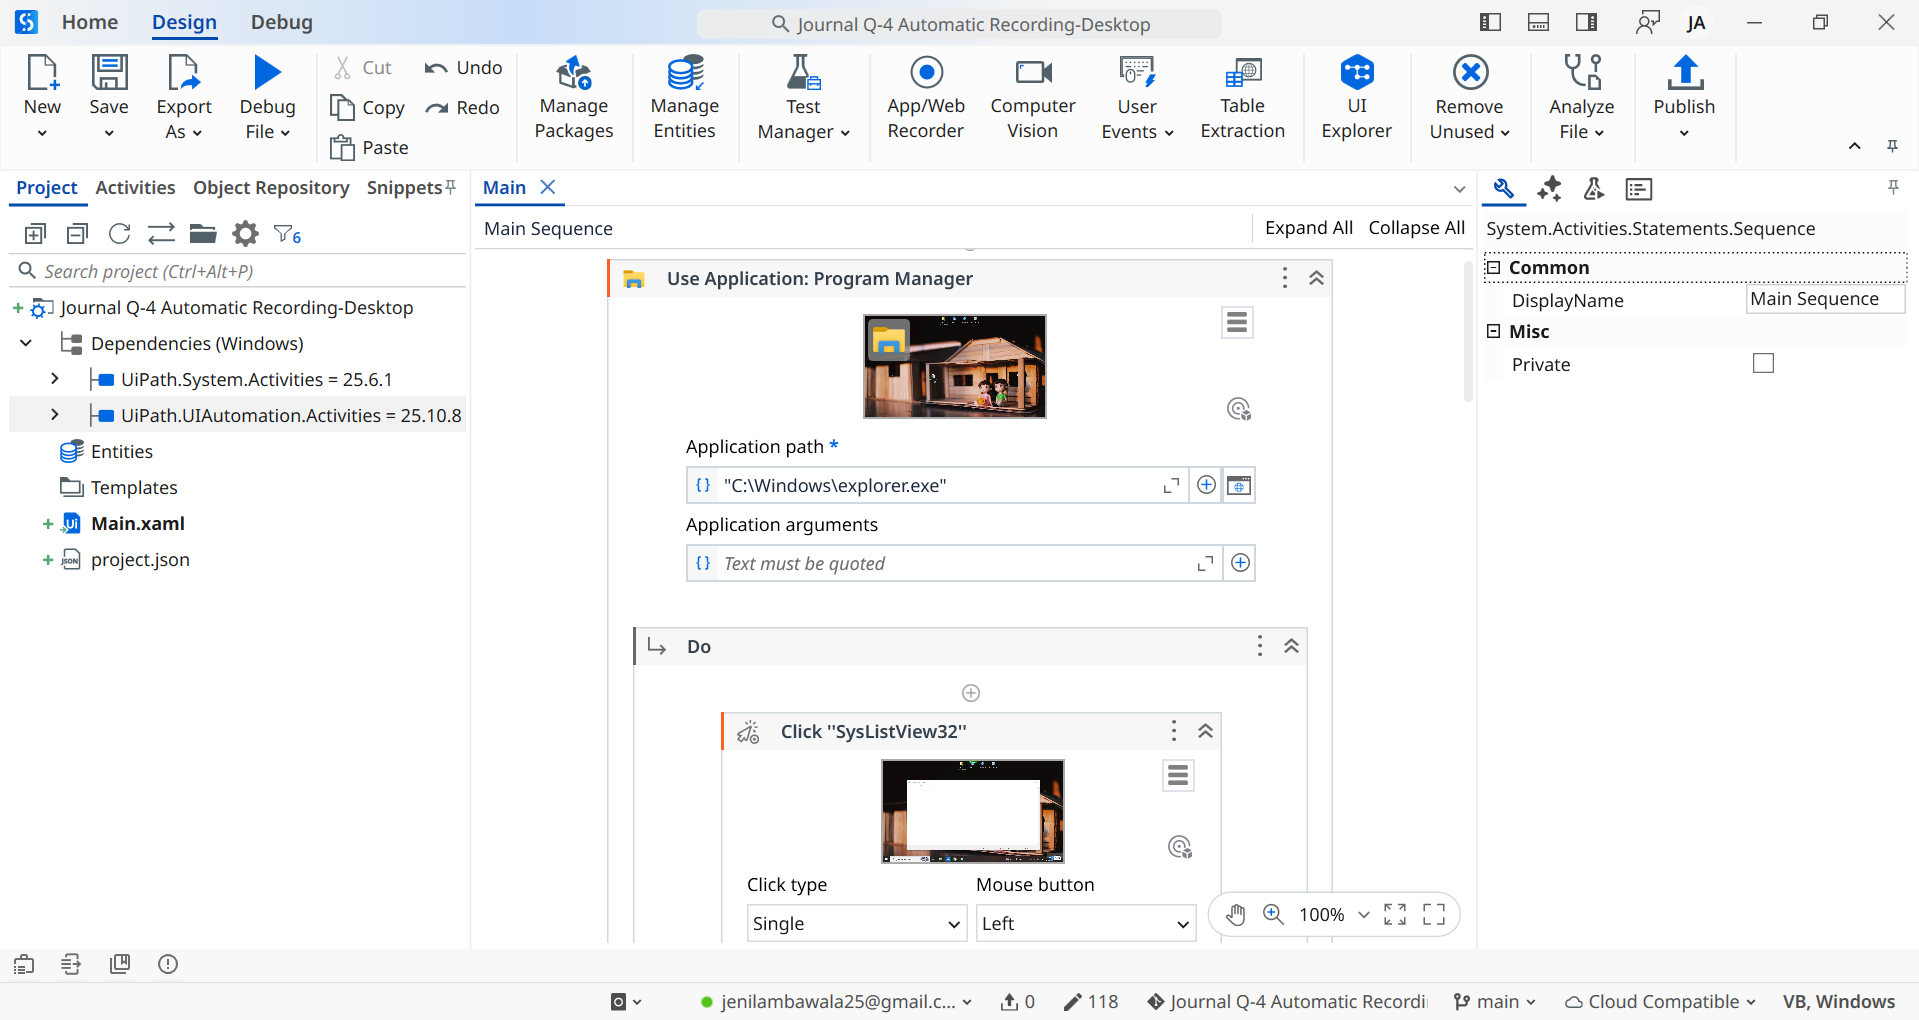 Home
Design
Debug
Journal Q-4 Automatic Recording-Desktop
JA
New
Save
Export As
Debug File
Cut
Copy
Paste
Undo
Redo
Manage Packages
Manage Entities
Test Manager
App/Web Recorder
Computer Vision
User Events
Table Extraction
UI Explorer
Remove Unused
Analyze File
Publish
Project
Activities
Object Repository
Snippets
6
Search project (Ctrl+Alt+P)
Journal Q-4 Automatic Recording-Desktop
Dependencies (Windows)
UiPath.System.Activities = 25.6.1
UiPath.UIAutomation.Activities = 25.10.8
Entities
Templates
Ui
Main.xaml
JSON
project.json
Main
Main Sequence
Expand All
Collapse All
Use Application: Program Manager
Application path *
{} "C:\Windows\explorer.exe"
Application arguments
{} Text must be quoted
Do
Click ''SysListView32''
Click type
Mouse button
Single
Left
100%
System.Activities.Statements.Sequence
Common
DisplayName
Main Sequence
Misc
Private
jenilambawala25@gmail.c...
0
118
Journal Q-4 Automatic Recordi
main
Cloud Compatible
VB, Windows